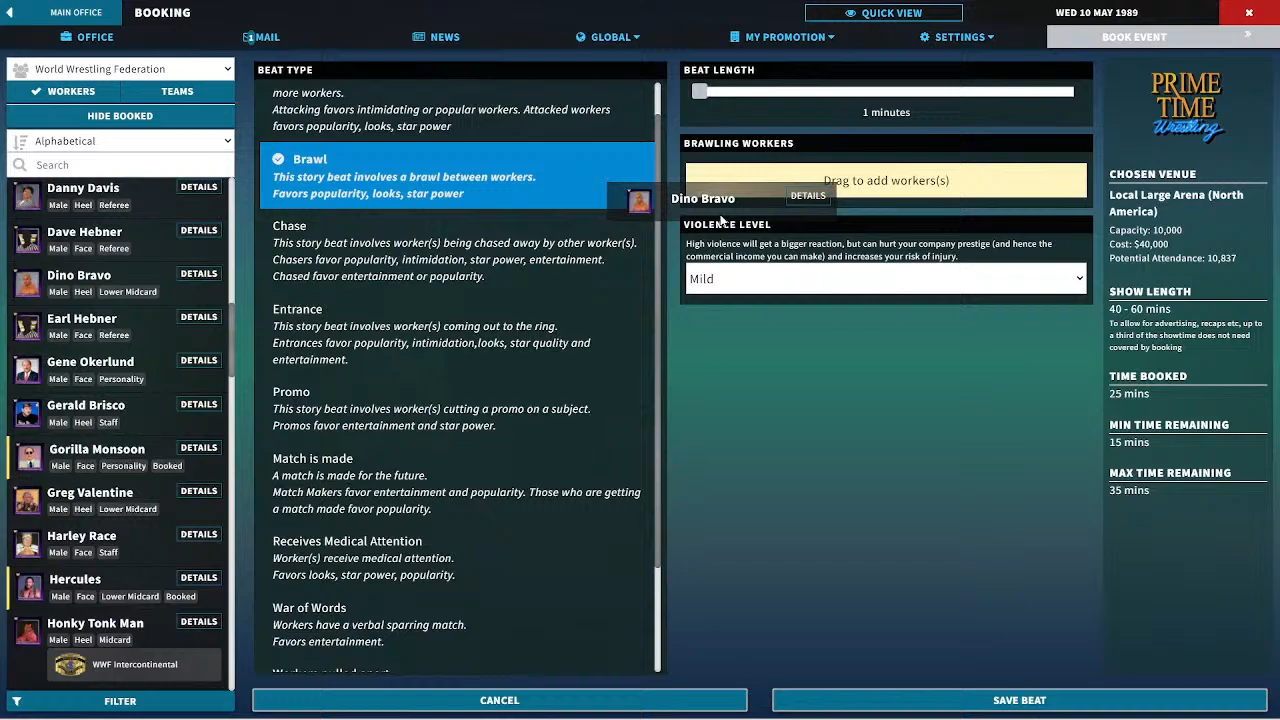 MAIN OFFICE
BOOKING
QUICK VIEW
WED 10 MAY 1989
OFFICE
1 MAIL
NEWS
GLOBAL
MY PROMOTION
SETTINGS
BOOK EVENT
World Wrestling Federation
WORKERS
TEAMS
HIDE BOOKED
Alphabetical
Search
Danny Davis
DETAILS
Male Heel Referee
Dave Hebner
DETAILS
Male Face Referee
Dino Bravo
DETAILS
Male Heel Lower Midcard
Earl Hebner
DETAILS
Male Face Referee
Gene Okerlund
DETAILS
Male Face Personality
Gerald Brisco
DETAILS
Male Heel Staff
Gorilla Monsoon
DETAILS
Male Face Personality Booked
Greg Valentine
DETAILS
Male Heel Lower Midcard
Harley Race
DETAILS
Male Face Staff
Hercules
DETAILS
Male Face Lower Midcard Booked
Honky Tonk Man
DETAILS
Male Heel Midcard
WWF Intercontinental
FILTER
BEAT TYPE
more workers.
Attacking favors intimidating or popular workers. Attacked workers
favors popularity, looks, star power
Brawl
This story beat involves a brawl between workers.
Favors popularity, looks, star power
Chase
This story beat involves worker(s) being chased away by other worker(s).
Chasers favor popularity, intimidation, star power, entertainment.
Chased favor entertainment or popularity.
Entrance
This story beat involves worker(s) coming out to the ring.
Entrances favor popularity, intimidation,looks, star quality and
entertainment.
Promo
This story beat involves worker(s) cutting a promo on a subject.
Promos favor entertainment and star power.
Match is made
A match is made for the future.
Match Makers favor entertainment and popularity. Those who are getting
a match made favor popularity.
Receives Medical Attention
Worker(s) receive medical attention.
Favors looks, star power, popularity.
War of Words
Workers have a verbal sparring match.
Favors entertainment.
Workers pulled apart
CANCEL
BEAT LENGTH
1 minutes
BRAWLING WORKERS
Drag to add workers(s)
Dino Bravo
DETAILS
VIOLENCE LEVEL
High violence will get a bigger reaction, but can hurt your company prestige (and hence the
commercial income you can make) and increases your risk of injury.
Mild
SAVE BEAT
PRIME
TIME
Wrestling
CHOSEN VENUE
Local Large Arena (North
America)
Capacity: 10,000
Cost: $40,000
Potential Attendance: 10,837
SHOW LENGTH
40 - 60 mins
To allow for advertising, recaps etc, up to
a third of the showtime does not need
covered by booking
TIME BOOKED
25 mins
MIN TIME REMAINING
15 mins
MAX TIME REMAINING
35 mins